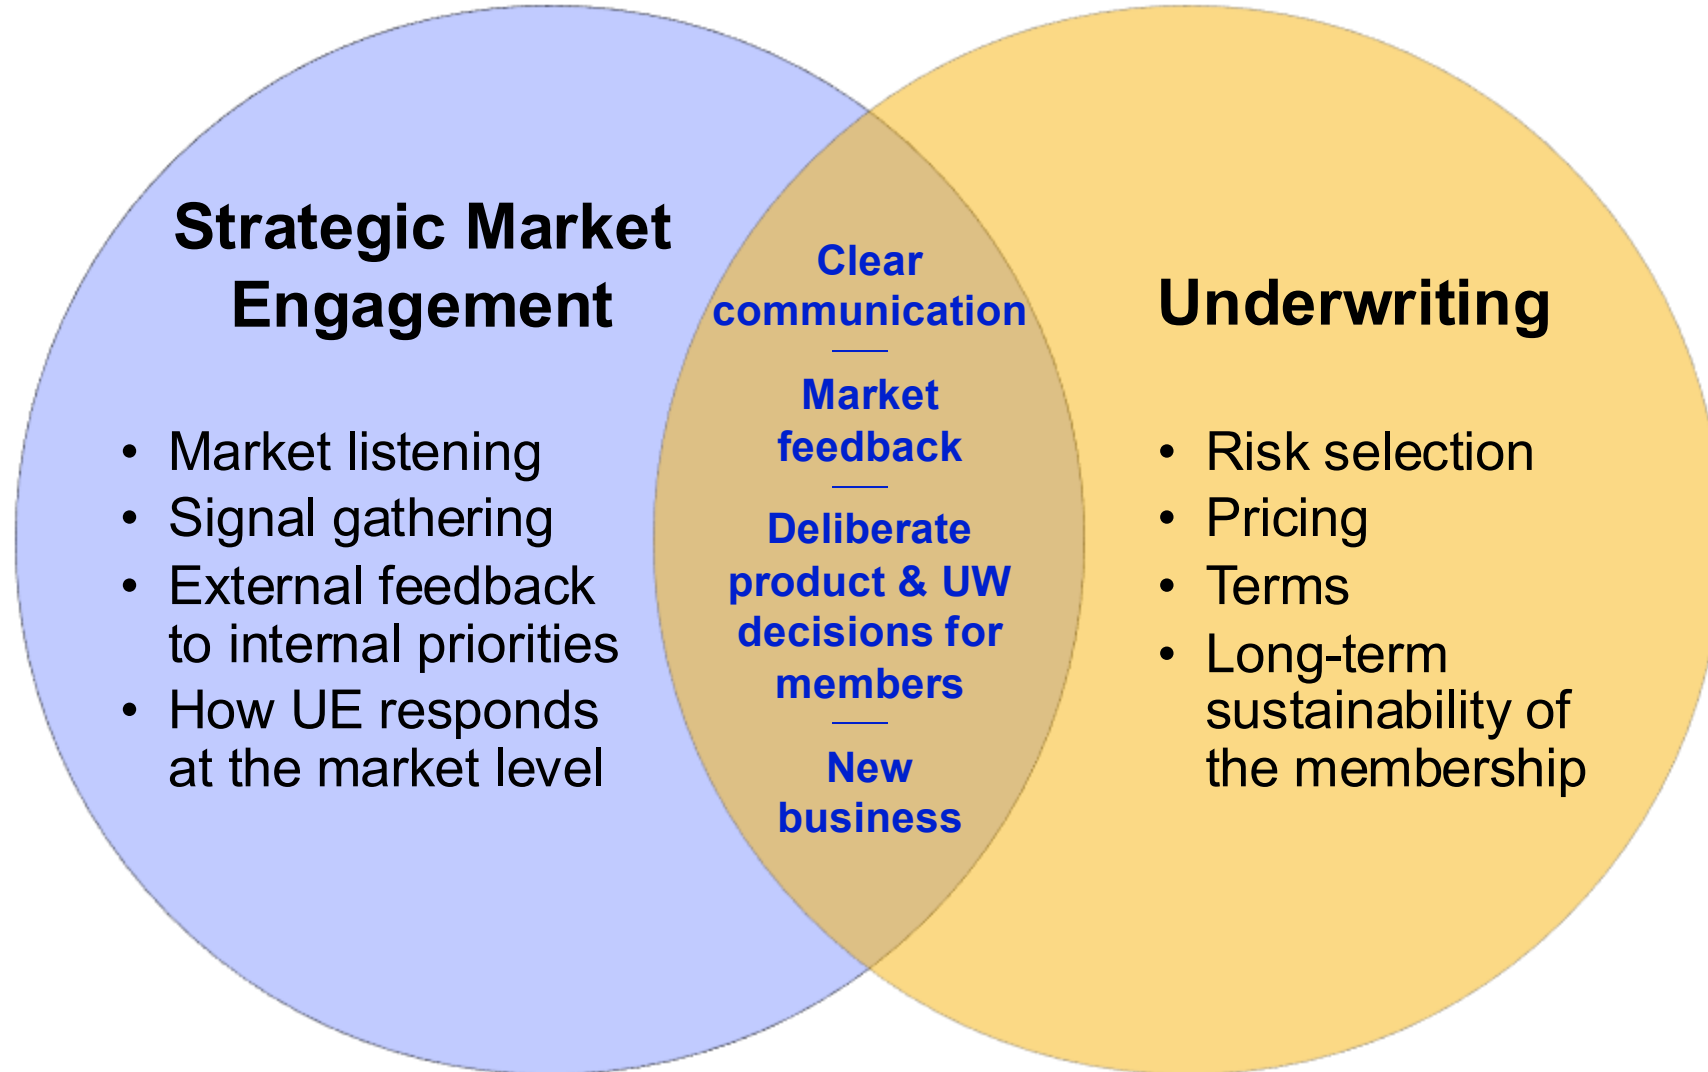 Strategic Market
Engagement
• Market listening
• Signal gathering
• External feedback
to internal priorities
• How UE responds
at the market level
Clear
communication
Market
feedback
Deliberate
product & UW
decisions for
members
New
business
Underwriting
• Risk selection
• Pricing
• Terms
• Long-term
sustainability of
the membership